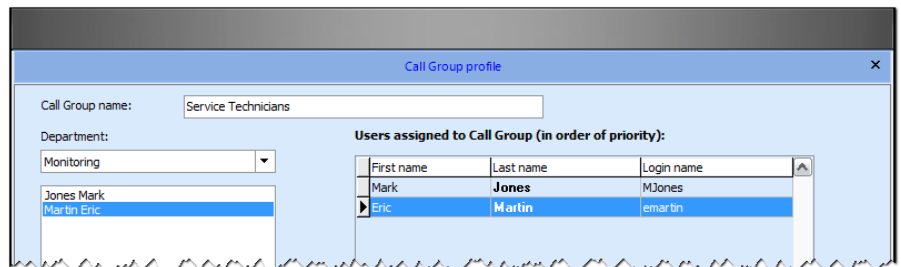 Call Group profile
Call Group name: Service Technicians
Department:
Monitoring
Jones Mark
Martin Eric
Users assigned to Call Group (in order of priority):
First name Last name Login name
Mark Jones MJones
Eric Martin emartin